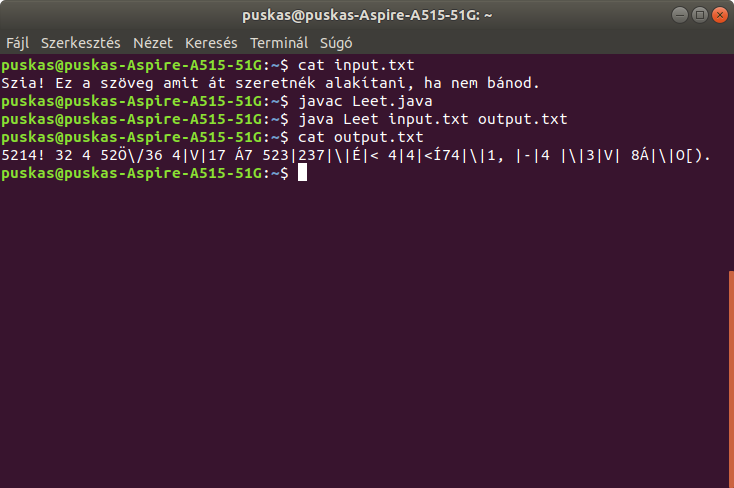 puskas@puskas-Aspire-A515-51G: ~
Fájl Szerkesztés Nézet Keresés Terminál Súgó
puskas@puskas-Aspire-A515-51G:~$ cat input.txt
Szia! Ez a szöveg amit át szeretnék alakítani, ha nem bánod.
puskas@puskas-Aspire-A515-51G:~$ javac Leet.java
puskas@puskas-Aspire-A515-51G:~$ java Leet input.txt output.txt
puskas@puskas-Aspire-A515-51G:~$ cat output.txt
5214! 32 4 52Ö\/36 4|V|17 Á7 523|237|\|É|< 4|4|<Í74|\|1, |-|4 |\|3|V| 8Á|\|O[).
puskas@puskas-Aspire-A515-51G:~$